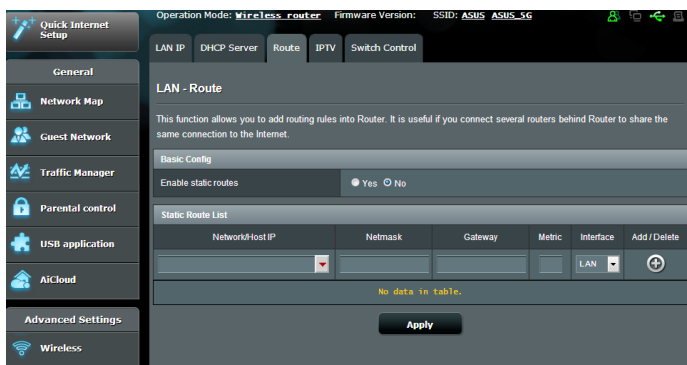 Quick Internet Setup
Operation Mode: Wireless router Firmware Version: SSID: ASUS ASUS_5G
LAN IP DHCP Server Route IPTV Switch Control
General
Network Map
Guest Network
Traffic Manager
Parental control
USB application
AiCloud
Advanced Settings
Wireless
LAN - Route
This function allows you to add routing rules into Router. It is useful if you connect several routers behind Router to share the
same connection to the Internet.
Basic Config
Enable static routes Yes No
Static Route List
Network/Host IP Netmask Gateway Metric Interface Add / Delete
LAN
No data in table.
Apply